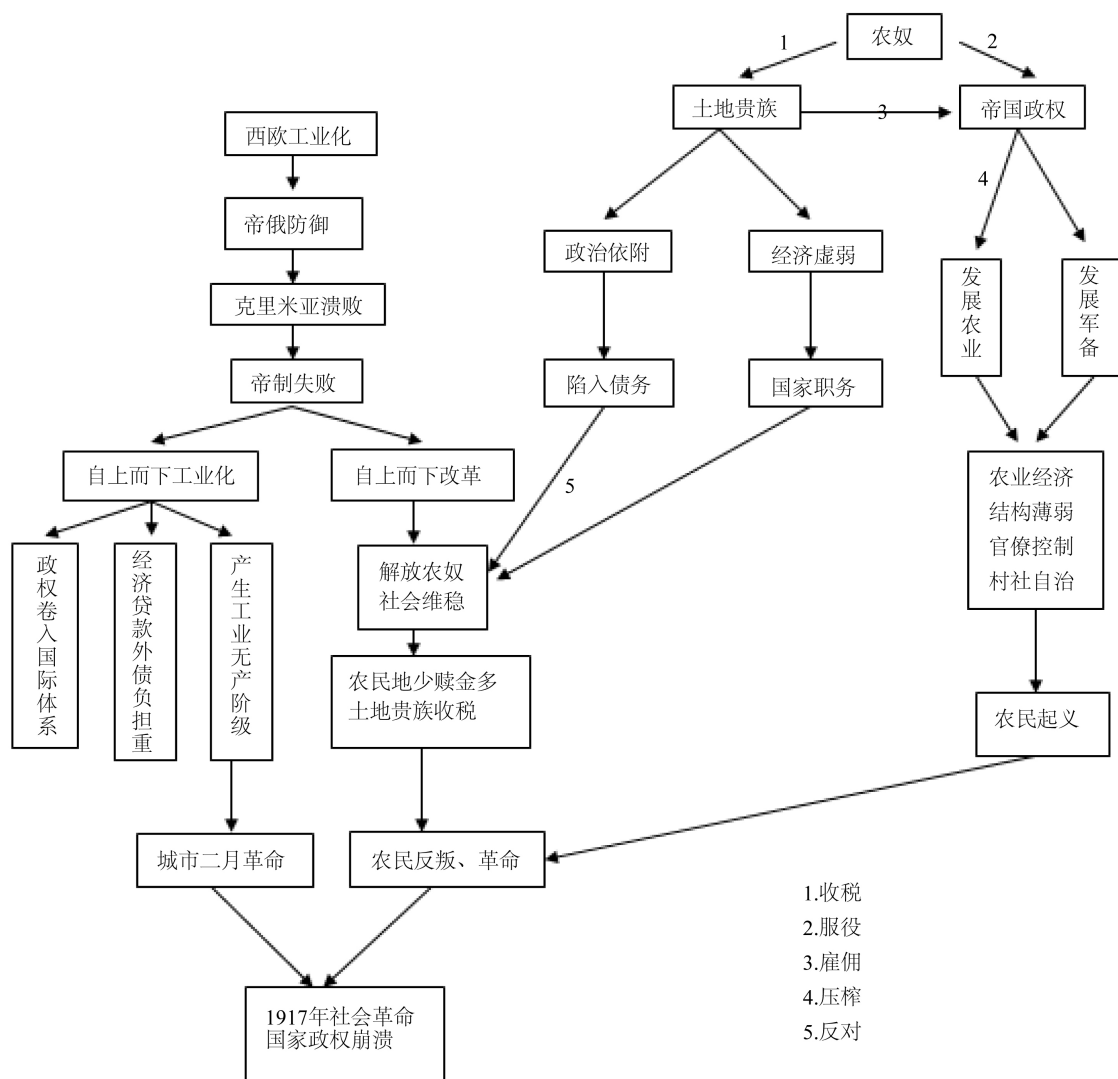 农奴
1
2
土地贵族
3
帝国政权
西欧工业化
4
帝俄防御
政治依附
经济虚弱
发展农业
发展军备
克里米亚溃败
帝制失败
陷入债务
国家职务
自上而下工业化
自上而下改革
5
农业经济
结构薄弱
官僚控制
村社自治
政权卷入国际体系
经济贷款外债负担重
产生工业无产阶级
解放农奴
社会维稳
农民地少赎金多
土地贵族收税
农民起义
城市二月革命
农民反叛、革命
1.收税
2.服役
3.雇佣
4.压榨
5.反对
1917年社会革命
国家政权崩溃